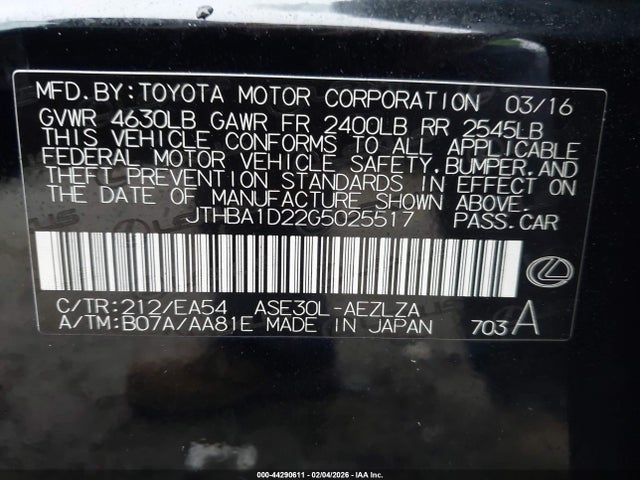 MFD.BY:TOYOTA MOTOR CORPORATION 03/16
GVWR 4630LB GAWR FR 2400LB RR 2545LB
THIS VEHICLE CONFORMS TO ALL APPLICABLE
FEDERAL MOTOR VEHICLE SAFETY,BUMPER,AND
THEFT PREVENTION STANDARDS IN EFFECT ON
THE DATE OF MANUFACTURE SHOWN ABOVE.
JTHBA1D22G5025517 PASS.CAR
C/TR:212/EA54 ASE30L-AEZLZA
A/TM:B07A/AA81E MADE IN JAPAN 703A
000-44290611 - 02/04/2026 - IAA Inc.